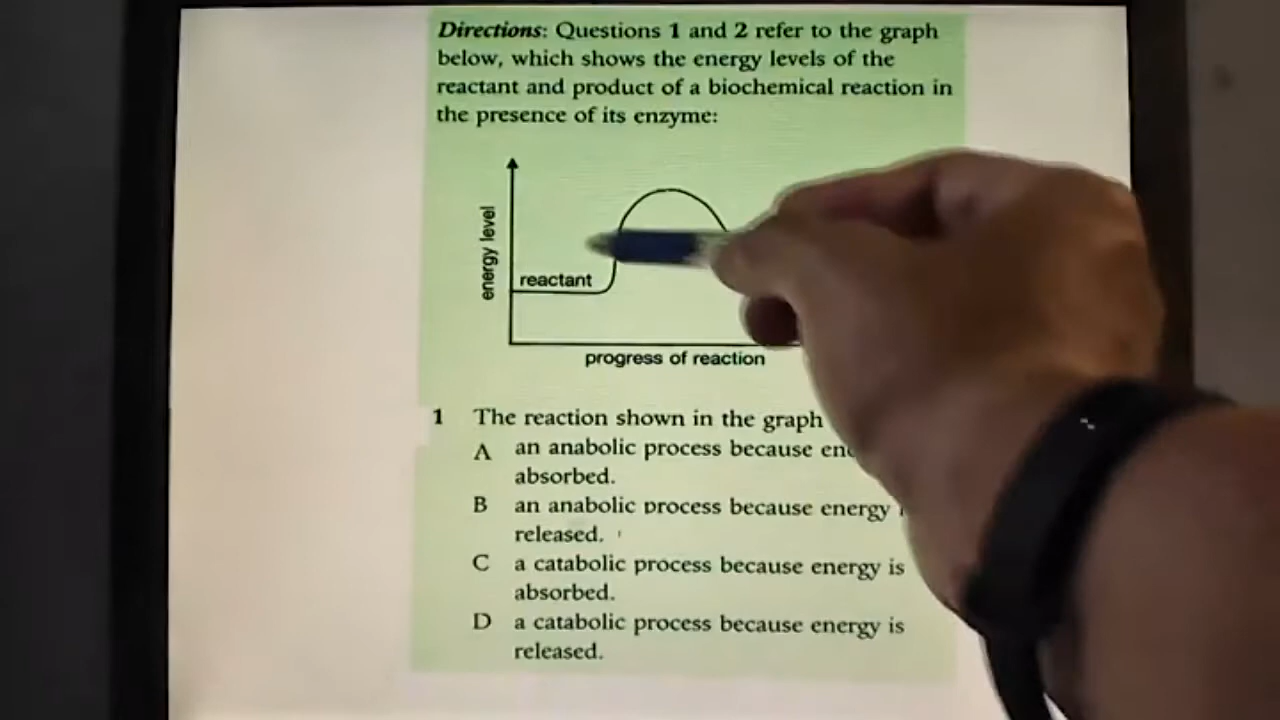 Directions: Questions 1 and 2 refer to the graph
below, which shows the energy levels of the
reactant and product of a biochemical reaction in
the presence of its enzyme:
energy level
reactant
progress of reaction
1 The reaction shown in the graph
A an anabolic process because
absorbed.
B an anabolic process because energy
released.
C a catabolic process because energy is
absorbed.
D a catabolic process because energy is
released.